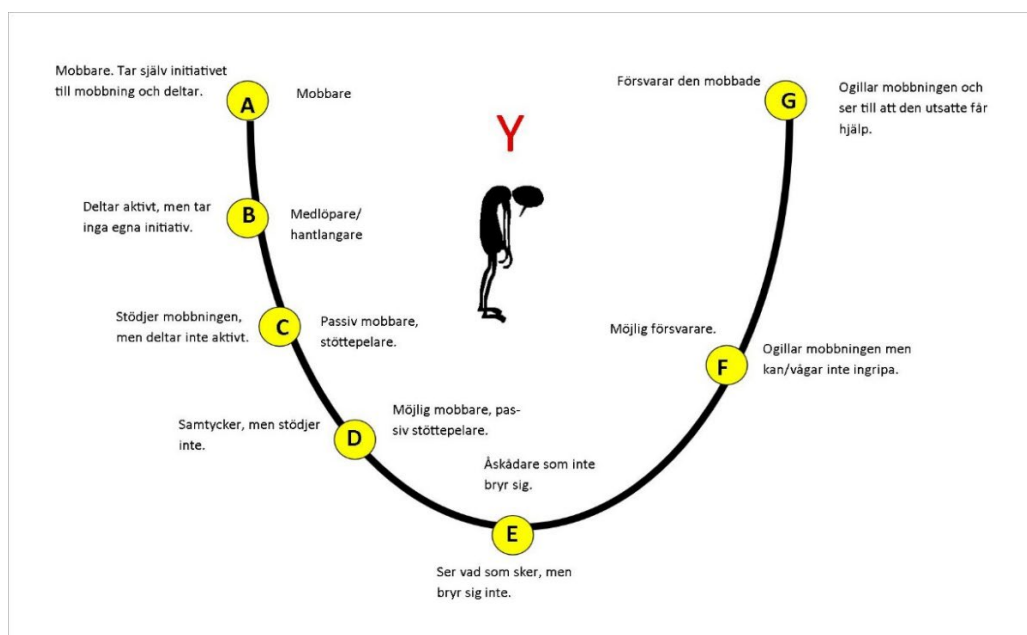 Mobbare. Tar själv initiativet
till mobbning och deltar.
A
Mobbare
Försvarar den mobbade
G
Ogillar mobbningen och
ser till att den utsatte får
hjälp.
Y
Deltar aktivt, men tar
inga egna initiativ.
B
Medlöpare/
hantlangare
Stödjer mobbningen,
men deltar inte aktivt.
C
Passiv mobbare,
stöttepelare.
Möjlig försvarare.
F
Ogillar mobbningen men
kan/vågar inte ingripa.
Samtycker, men stödjer
inte.
D
Möjlig mobbare, pas-
siv stöttepelare.
Åskådare som inte
bryr sig.
E
Ser vad som sker, men
bryr sig inte.